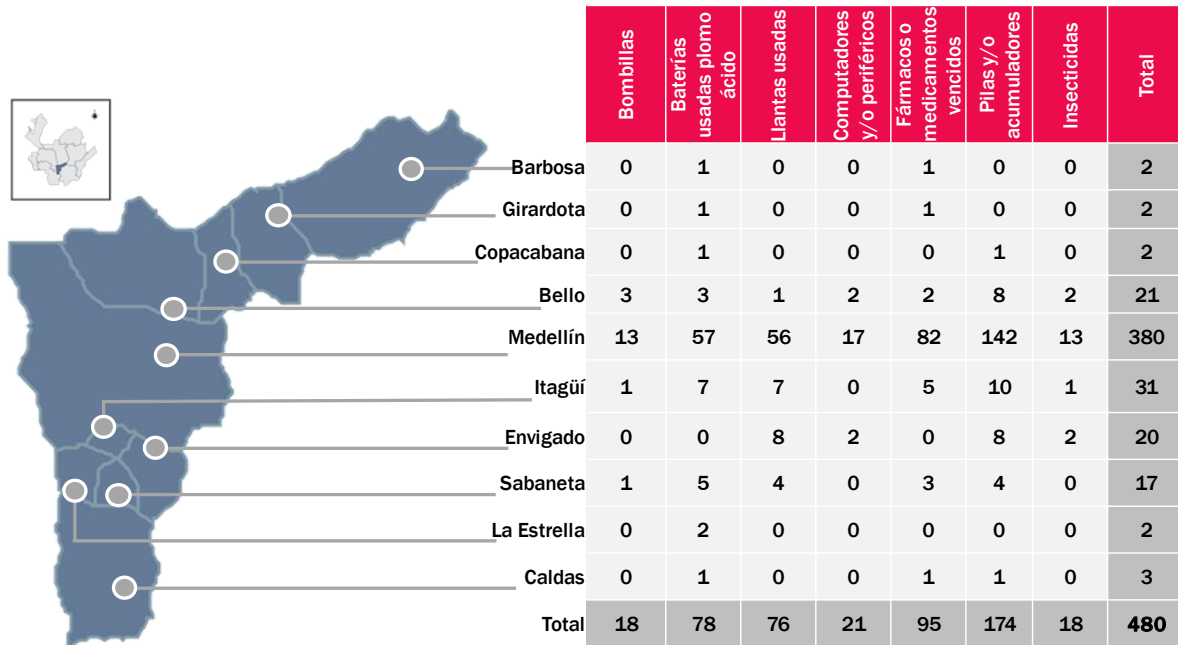 Bombillas
Baterías
usadas plomo
ácido
Llantas usadas
Computadores
y/o periféricos
Fármacos o
medicamentos
vencidos
Pilas y/o
acumuladores
Insecticidas
Total
Barbosa 0 1 0 0 1 0 0 2
Girardota 0 1 0 0 1 0 0 2
Copacabana 0 1 0 0 0 1 0 2
Bello 3 3 1 2 2 8 2 21
Medellín 13 57 56 17 82 142 13 380
Itagüí 1 7 7 0 5 10 1 31
Envigado 0 0 8 2 0 8 2 20
Sabaneta 1 5 4 0 3 4 0 17
La Estrella 0 2 0 0 0 0 0 2
Caldas 0 1 0 0 1 1 0 3
Total 18 78 76 21 95 174 18 480